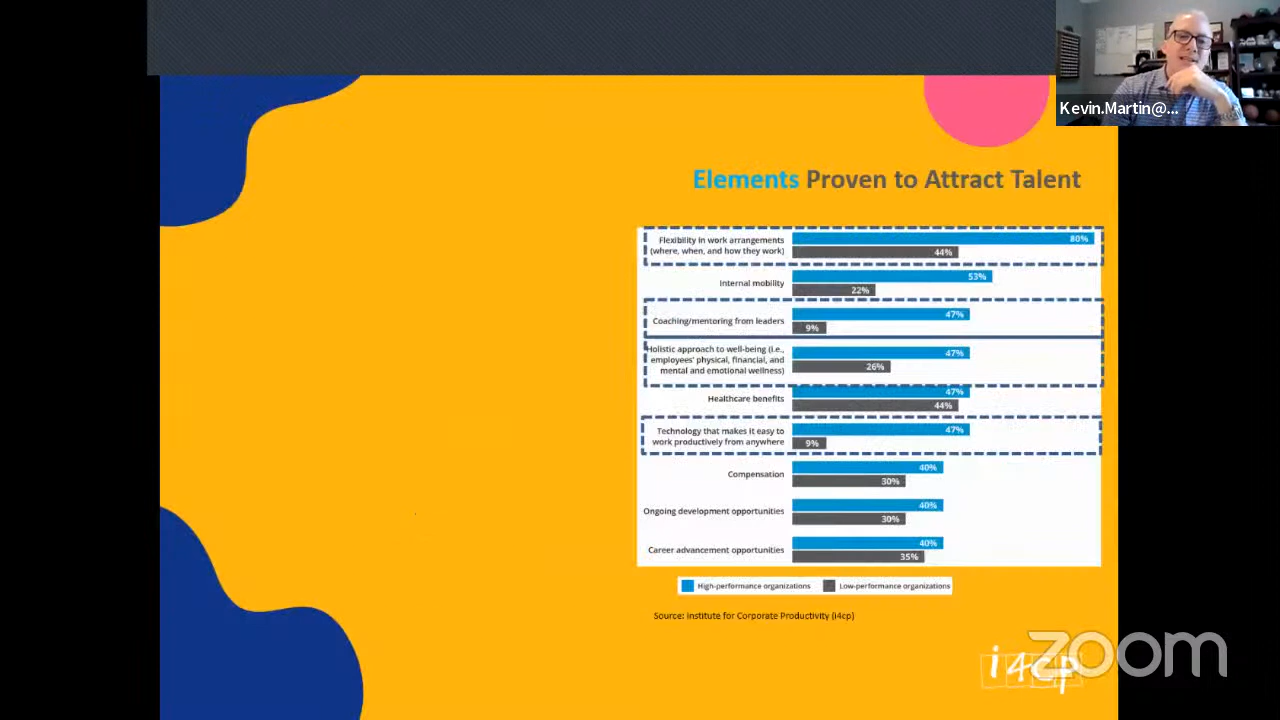 Kevin.Martin@...
Elements Proven to Attract Talent
Flexibility in work arrangements
(where, when, and how they work)
80%
44%
Internal mobility
53%
22%
Coaching/mentoring from leaders
47%
9%
Holistic approach to well-being (i.e.,
employees' physical, financial, and
mental and emotional wellness)
47%
26%
Healthcare benefits
47%
44%
Technology that makes it easy to
work productively from anywhere
47%
9%
Compensation
40%
30%
Ongoing development opportunities
40%
30%
Career advancement opportunities
40%
35%
High-performance organizations
Low-performance organizations
Source: Institute for Corporate Productivity (i4cp)
i4cp
zoom